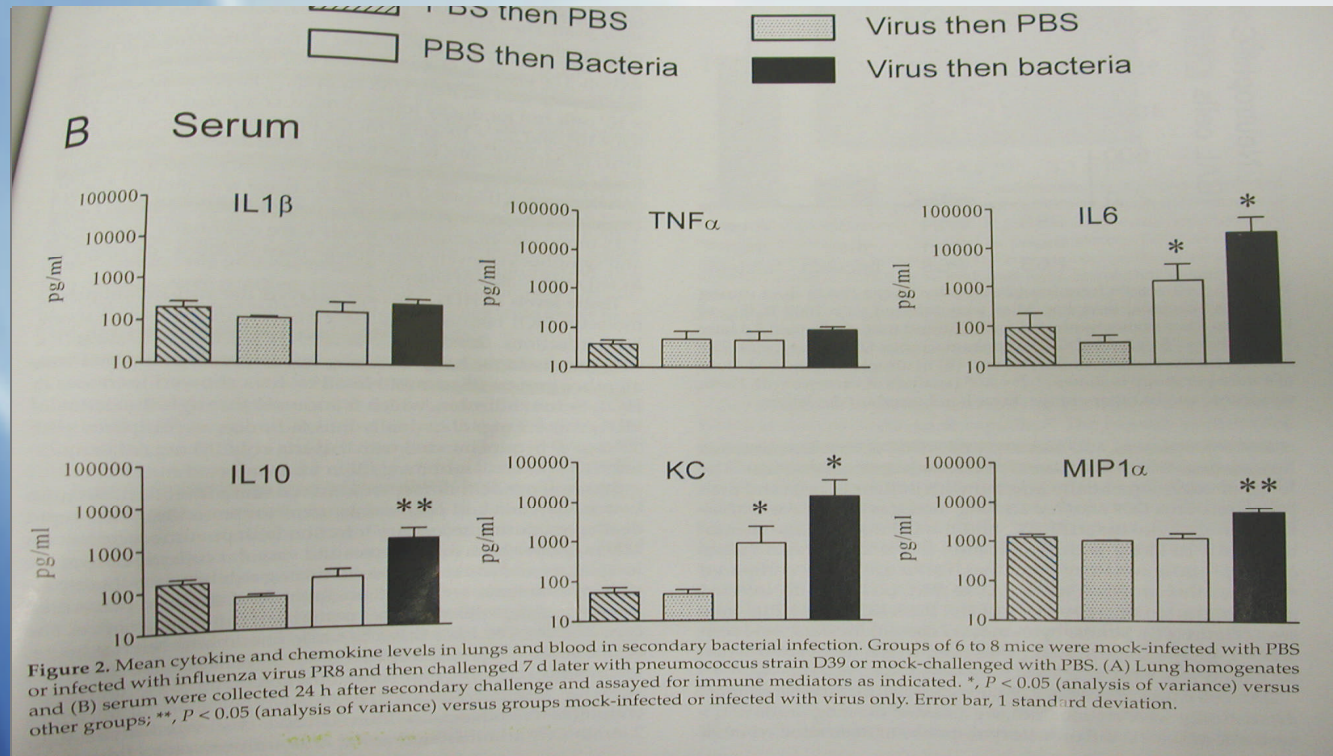 PBS then PBS
Virus then PBS
PBS then Bacteria
Virus then bacteria
B Serum
IL1β
100000
10000
1000
100
10
pg/ml
TNFα
100000
10000
1000
100
10
pg/ml
IL6
100000
10000
1000
100
10
pg/ml
*
*
IL10
100000
10000
1000
100
10
pg/ml
**
KC
100000
10000
1000
100
10
pg/ml
*
*
MIP1α
100000
10000
1000
100
10
pg/ml
**
Figure 2. Mean cytokine and chemokine levels in lungs and blood in secondary bacterial infection. Groups of 6 to 8 mice were mock-infected with PBS
or infected with influenza virus PR8 and then challenged 7 d later with pneumococcus strain D39 or mock-challenged with PBS. (A) Lung homogenates
and (B) serum were collected 24 h after secondary challenge and assayed for immune mediators as indicated. *, P < 0.05 (analysis of variance) versus
other groups; **, P < 0.05 (analysis of variance) versus groups mock-infected or infected with virus only. Error bar, 1 standard deviation.